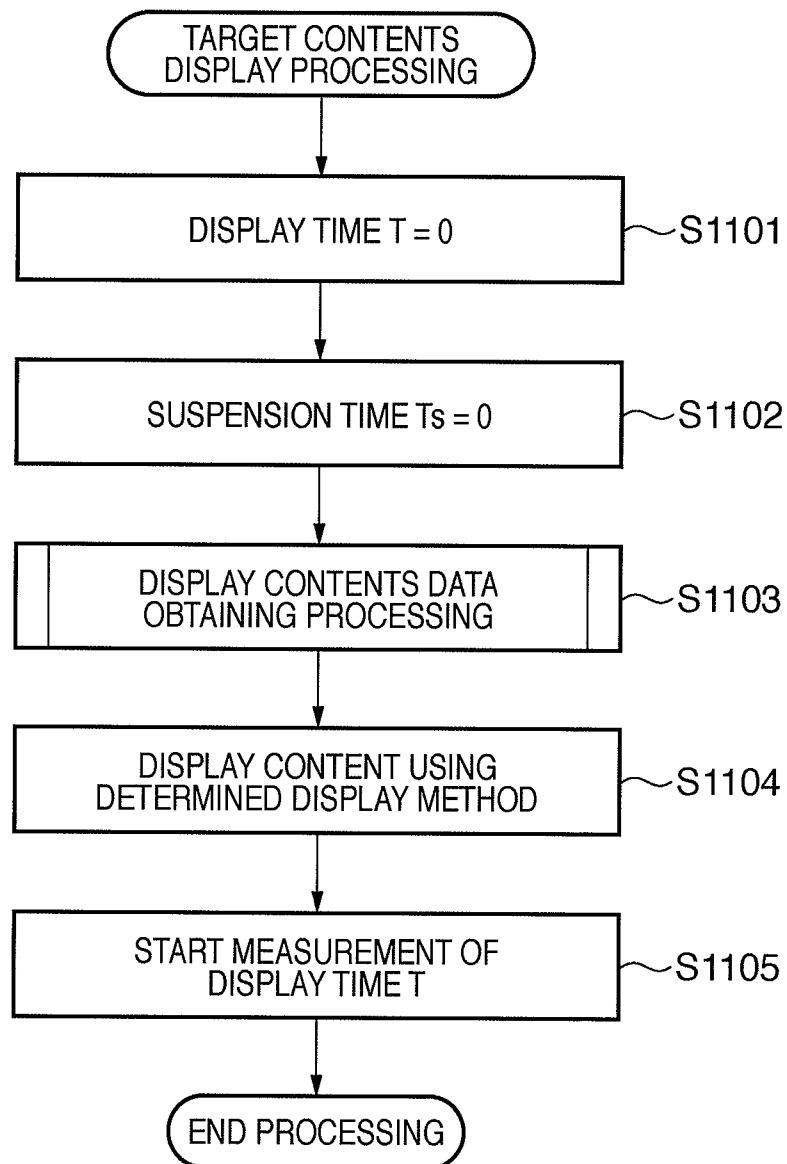 TARGET CONTENTS
DISPLAY PROCESSING
DISPLAY TIME T = 0
S1101
SUSPENSION TIME Ts = 0
S1102
DISPLAY CONTENTS DATA
OBTAINING PROCESSING
S1103
DISPLAY CONTENT USING
DETERMINED DISPLAY METHOD
S1104
START MEASUREMENT OF
DISPLAY TIME T
S1105
END PROCESSING